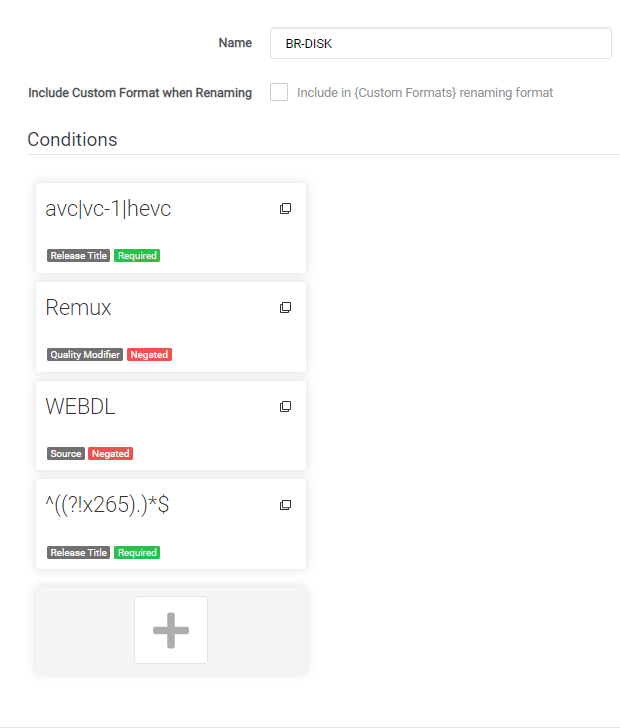 Name BR-DISK
Include Custom Format when Renaming Include in {Custom Formats} renaming format
Conditions
avc|vc-1|hevc
Release Title Required
Remux
Quality Modifier Negated
WEBDL
Source Negated
^((?!x265).)*$
Release Title Required